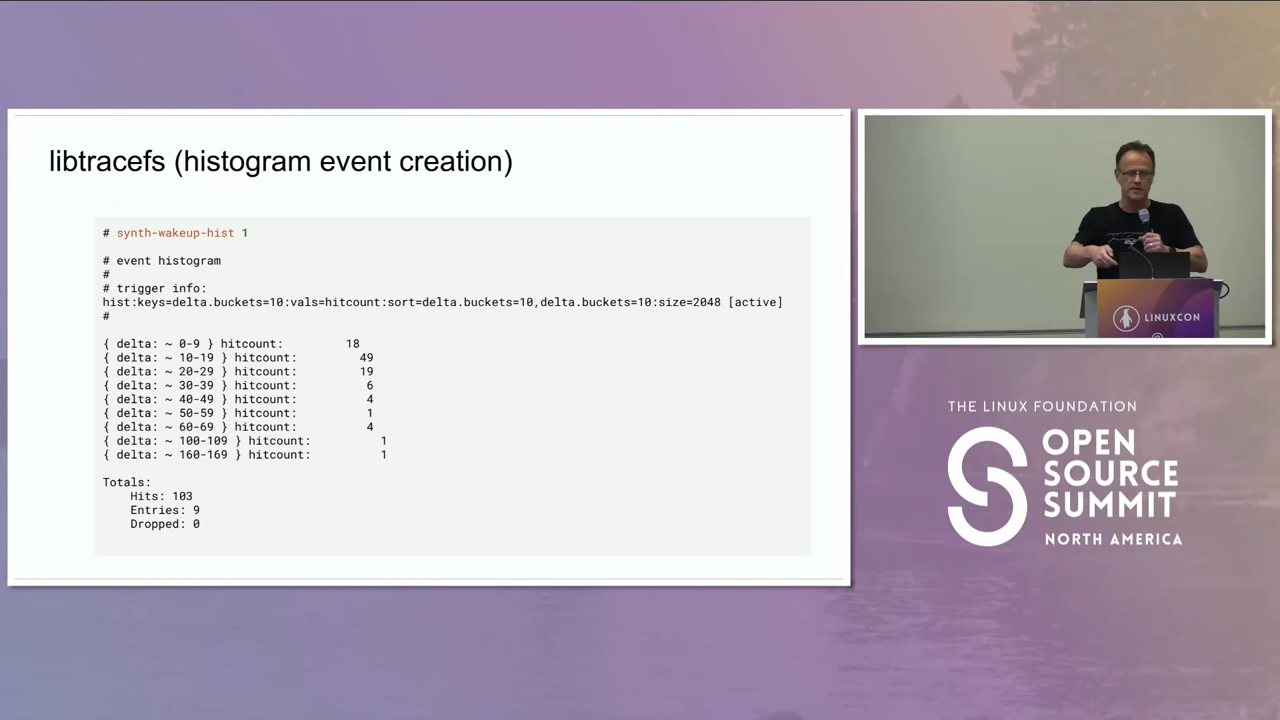 libtracefs (histogram event creation)
# synth-wakeup-hist 1
# event histogram
#
# trigger info:
hist:keys=delta.buckets=10:vals=hitcount:sort=delta.buckets=10,delta.buckets=10:size=2048 [active]
#
{ delta: ~ 0-9 } hitcount: 18
{ delta: ~ 10-19 } hitcount: 49
{ delta: ~ 20-29 } hitcount: 19
{ delta: ~ 30-39 } hitcount: 6
{ delta: ~ 40-49 } hitcount: 4
{ delta: ~ 50-59 } hitcount: 1
{ delta: ~ 60-69 } hitcount: 4
{ delta: ~ 100-109 } hitcount: 1
{ delta: ~ 160-169 } hitcount: 1
Totals:
Hits: 103
Entries: 9
Dropped: 0
LINUXCON
THE LINUX FOUNDATION
OPEN
SOURCE
SUMMIT
NORTH AMERICA